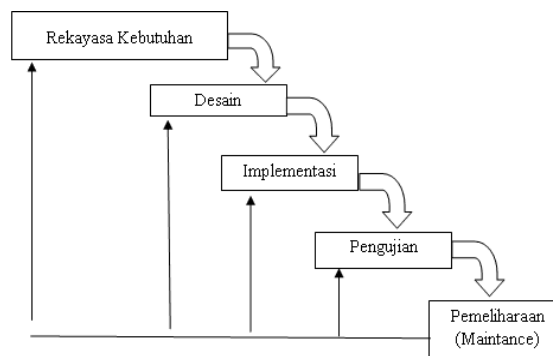 Rekayasa Kebutuhan
Desain
Implementasi
Pengujian
Pemeliharaan
(Maintance)